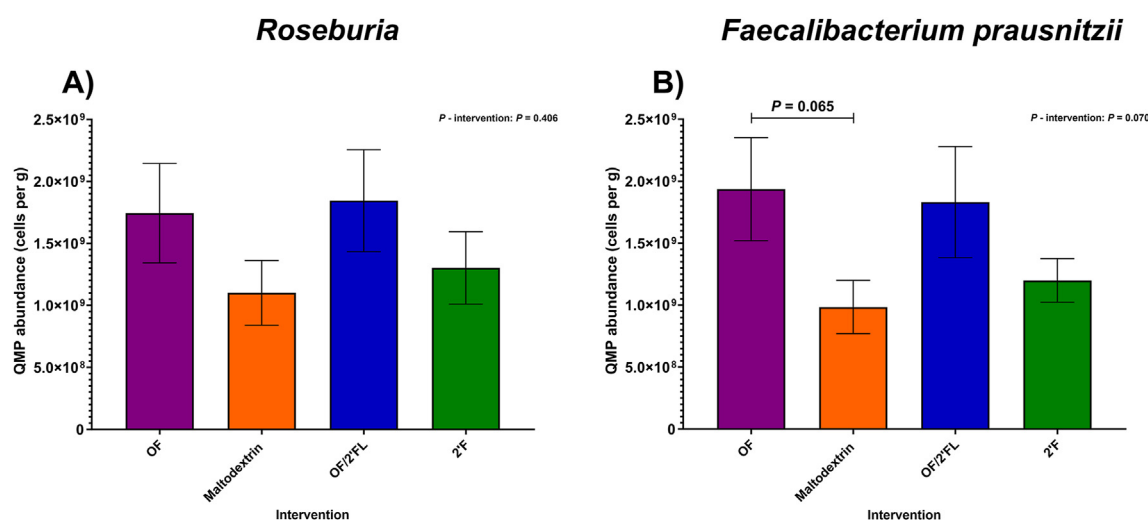 Roseburia
A)
P - intervention: P = 0.406
QMP abundance (cells per g)
2.5×10⁹
2.0×10⁹
1.5×10⁹
1.0×10⁹
5.0×10⁸
0
OF
Maltodextrin
OF/2'FL
2'F
Intervention
Faecalibacterium prausnitzii
B)
P = 0.065
P - intervention: P = 0.070
QMP abundance (cells per g)
2.5×10⁹
2.0×10⁹
1.5×10⁹
1.0×10⁹
5.0×10⁸
0
OF
Maltodextrin
OF/2'FL
2'F
Intervention